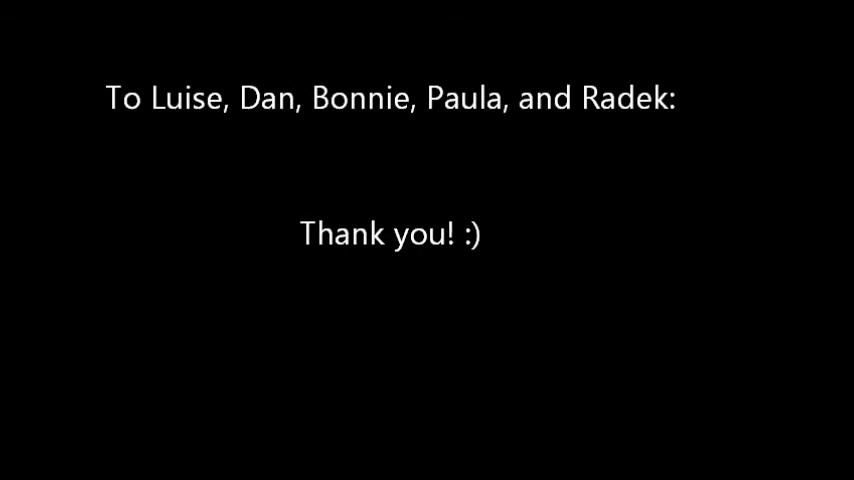 To Luise, Dan, Bonnie, Paula, and Radek:
Thank you! :)